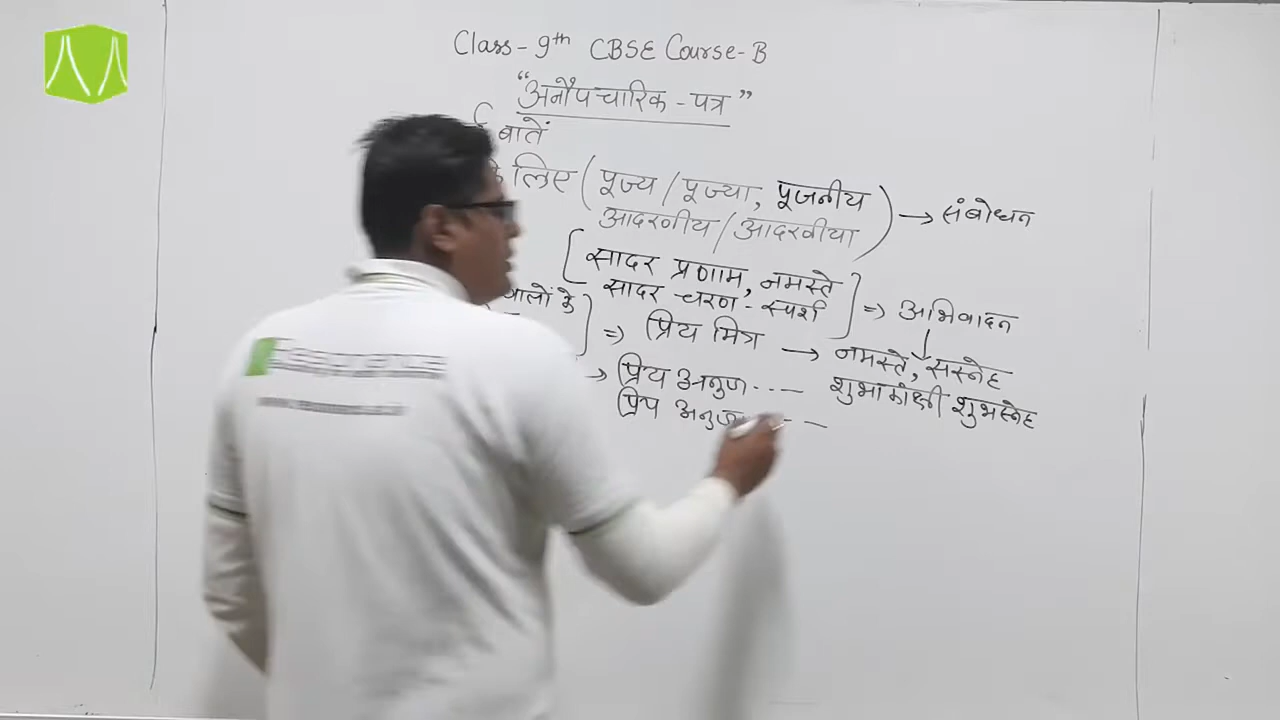 Class-9th CBSE Course-B
"अनौपचारिक - पत्र"
बातें
के लिए ( पूज्य / पूज्या, पूजनीय ) → संबोधन
आदरणीय / आदरणीया
[ सादर प्रणाम, नमस्ते ] => अभिवादन
सादर चरण - स्पर्श
वालों के ] => प्रिय मित्र → नमस्ते, सस्नेह
→ प्रिय अनुज --- शुभाकांक्षी शुभस्नेह
प्रिय अनुजा ---